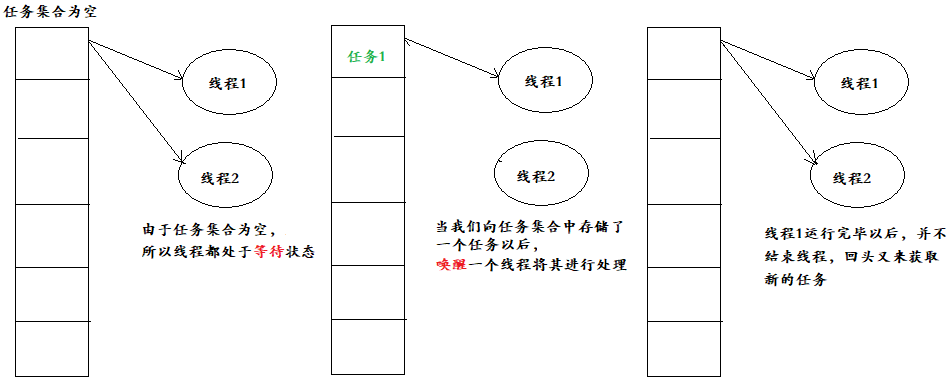 任务集合为空
线程1
线程2
由于任务集合为空，
所以线程都处于等待状态
任务1
线程1
线程2
当我们向任务集合中存储了
一个任务以后，
唤醒一个线程将其进行处理
线程1
线程2
线程1运行完毕以后，并不
结束线程，回头又来获取
新的任务